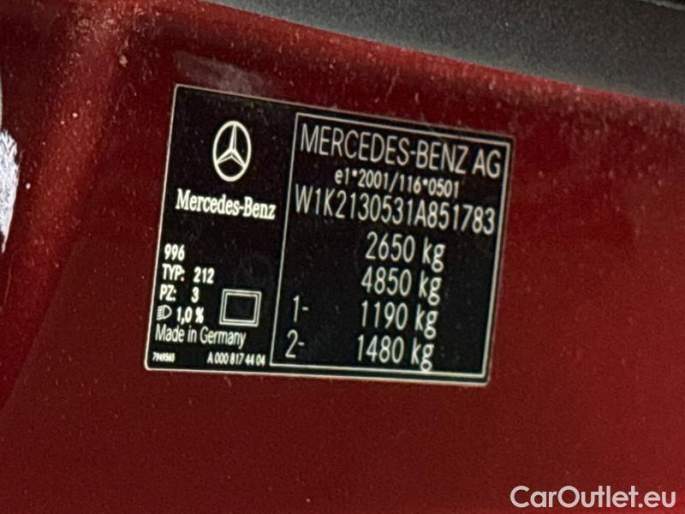 Mercedes-Benz
996
TYP: 212
PZ: 3
1,0%
Made in Germany
7949560
A 000 817 44 04
MERCEDES-BENZ AG
e1*2001/116*0501
W1K2130531A851783
2650 kg
4850 kg
1- 1190 kg
2- 1480 kg
CarOutlet.eu